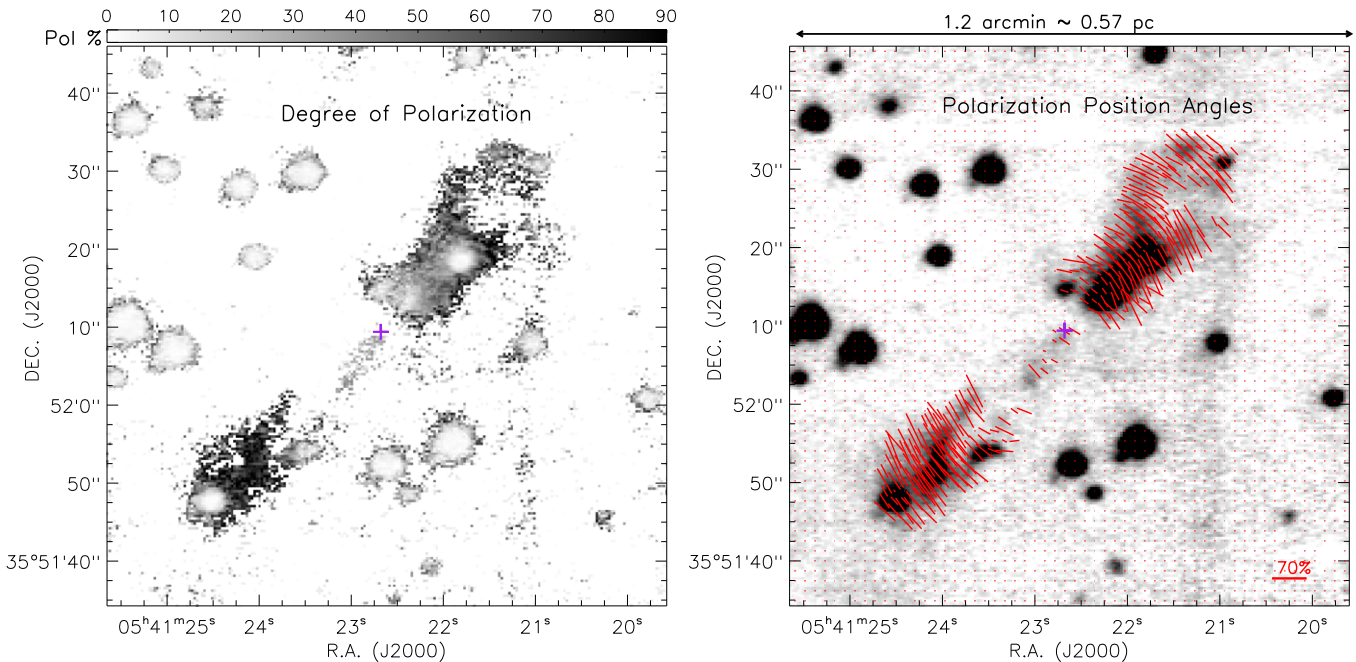 0 10 20 30 40 50 60 70 80 90
Pol %
1.2 arcmin ~ 0.57 pc
Degree of Polarization
Polarization Position Angles
40''
30''
20''
10''
52'0''
50''
35°51'40''
DEC. (J2000)
05ʰ41ᵐ25ˢ 24ˢ 23ˢ 22ˢ 21ˢ 20ˢ
R.A. (J2000)
40''
30''
20''
10''
52'0''
50''
35°51'40''
DEC. (J2000)
70%
05ʰ41ᵐ25ˢ 24ˢ 23ˢ 22ˢ 21ˢ 20ˢ
R.A. (J2000)